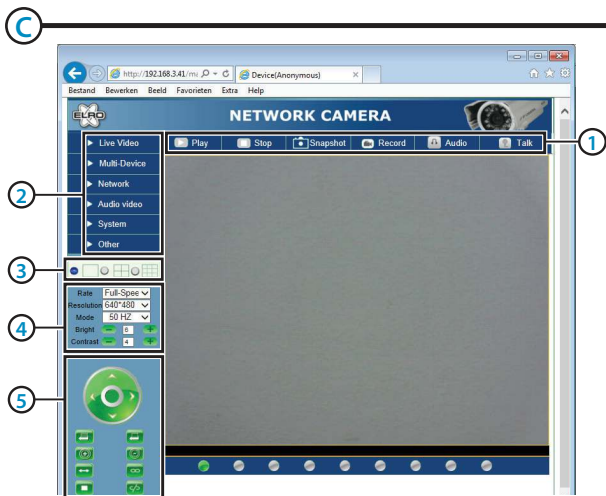 C
http://192.168.3.41/m
Device(Anonymous)
Bestand Bewerken Beeld Favorieten Extra Help
ELRO
NETWORK CAMERA
Play Stop Snapshot Record Audio Talk
1
Live Video
Multi-Device
Network
Audio video
System
Other
2
3
Rate Full-Spee
Resolution 640*480
Mode 50 HZ
Bright 6
Contrast 4
4
5